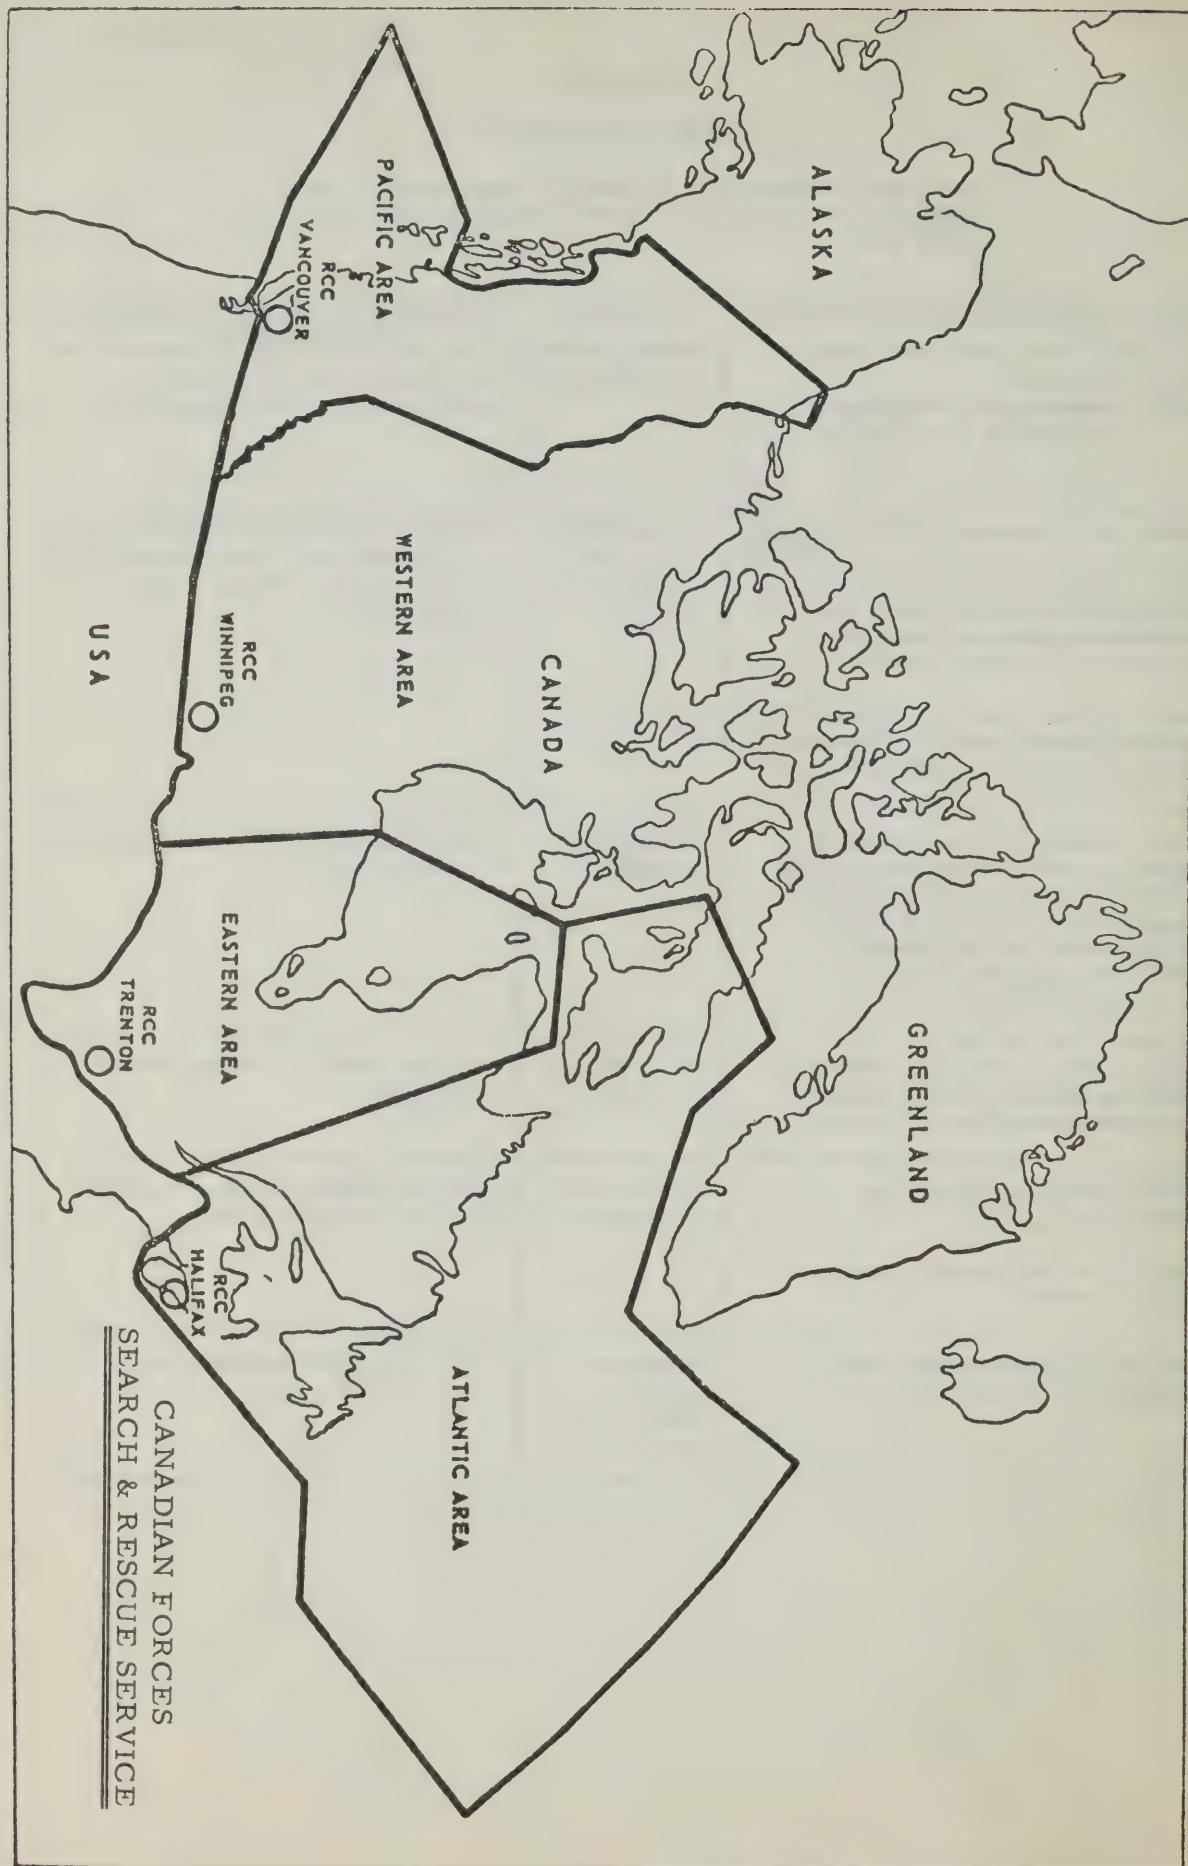 ALASKA
PACIFIC AREA
RCC
VANCOUVER
WESTERN AREA
CANADA
RCC
WINNIPEG
USA
GREENLAND
EASTERN AREA
RCC
TRENTON
RCC
HALIFAX
ATLANTIC AREA
CANADIAN FORCES
SEARCH & RESCUE SERVICE